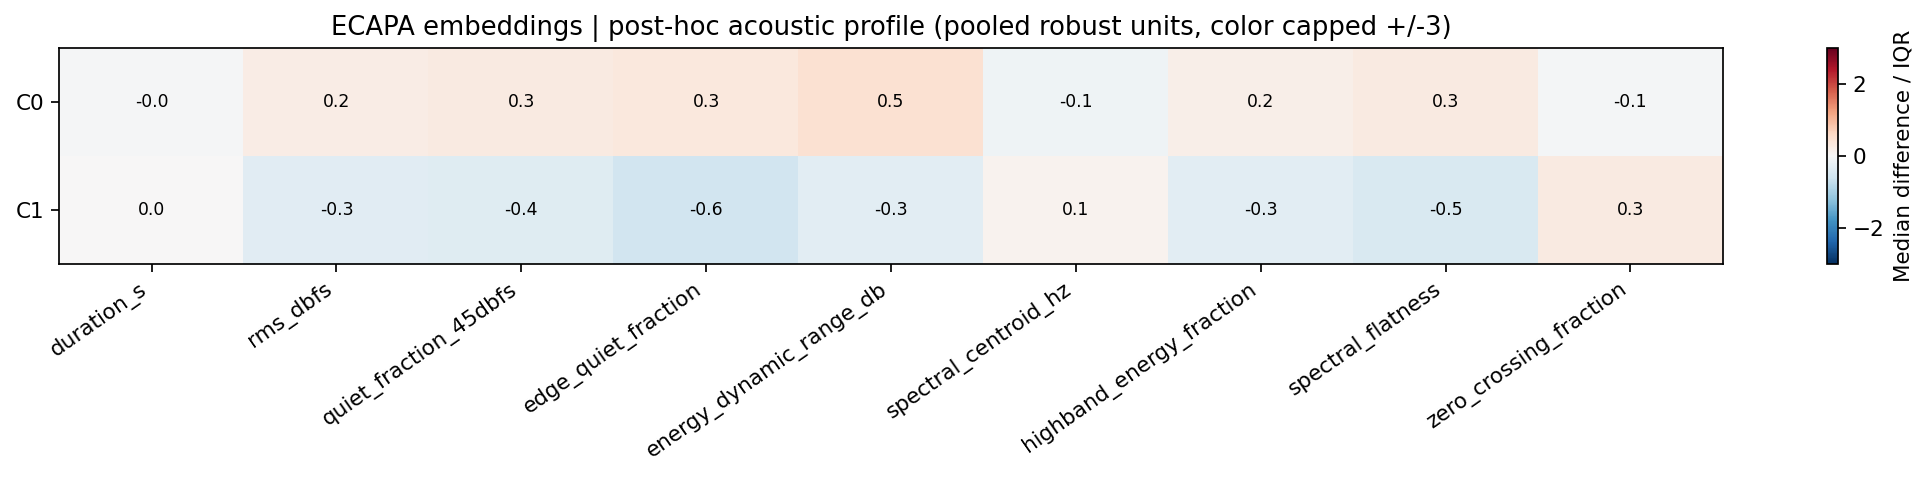 ECAPA embeddings | post-hoc acoustic profile (pooled robust units, color capped +/-3)
C0
-0.0 0.2 0.3 0.3 0.5 -0.1 0.2 0.3 -0.1
C1
0.0 -0.3 -0.4 -0.6 -0.3 0.1 -0.3 -0.5 0.3
duration_s
rms_dbfs
quiet_fraction_45dbfs
edge_quiet_fraction
energy_dynamic_range_db
spectral_centroid_hz
highband_energy_fraction
spectral_flatness
zero_crossing_fraction
2
0
−2
Median difference / IQR